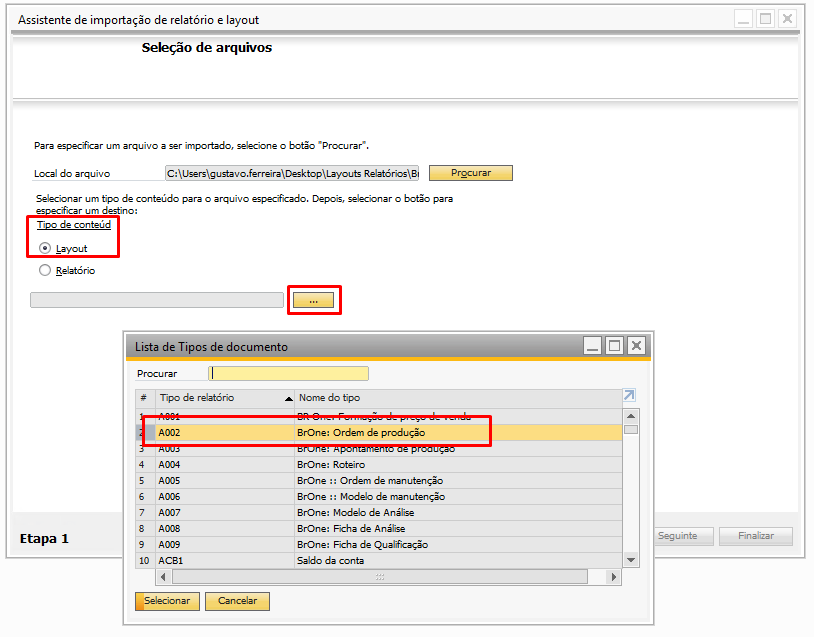 Assistente de importação de relatório e layout
Seleção de arquivos
Para especificar um arquivo a ser importado, selecione o botão "Procurar".
Local do arquivo
C:\Users\gustavo.ferreira\Desktop\Layouts Relatórios\Br
Procurar
Selecionar um tipo de conteúdo para o arquivo especificado. Depois, selecionar o botão para
especificar um destino:
Tipo de conteúd
Layout
Relatório
...
Lista de Tipos de documento
Procurar
# Tipo de relatório Nome do tipo
1 A001 BR One: Formação de preço de venda
2 A002 BrOne: Ordem de produção
3 A003 BrOne: Apontamento de produção
4 A004 BrOne: Roteiro
5 A005 BrOne :: Ordem de manutenção
6 A006 BrOne :: Modelo de manutenção
7 A007 BrOne: Modelo de Análise
8 A008 BrOne: Ficha de Análise
9 A009 BrOne: Ficha de Qualificação
10 ACB1 Saldo da conta
Selecionar
Cancelar
Etapa 1
Seguinte
Finalizar